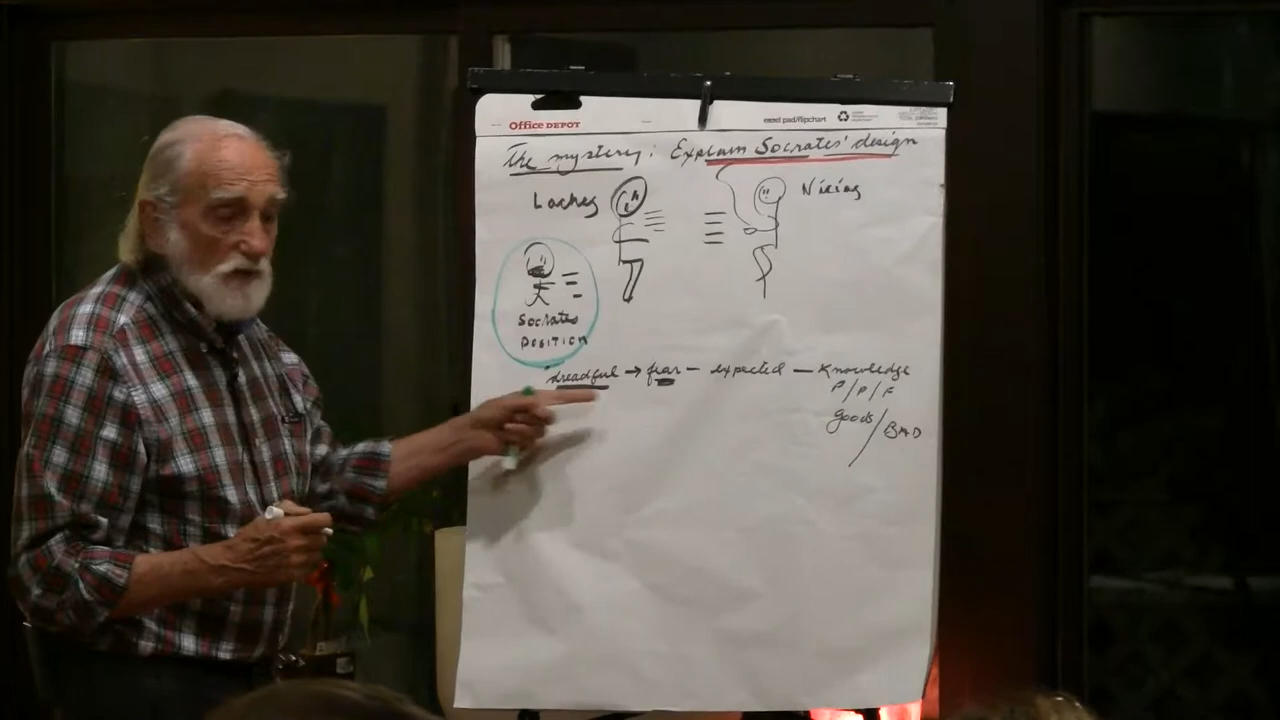 Office DEPOT
easel pad/flipchart
The mystery: Explain Socrates' design
Laches
Nicias
Socrates
POSITION
dreadful → fear — expected — Knowledge
P/P/F
goods/BAD